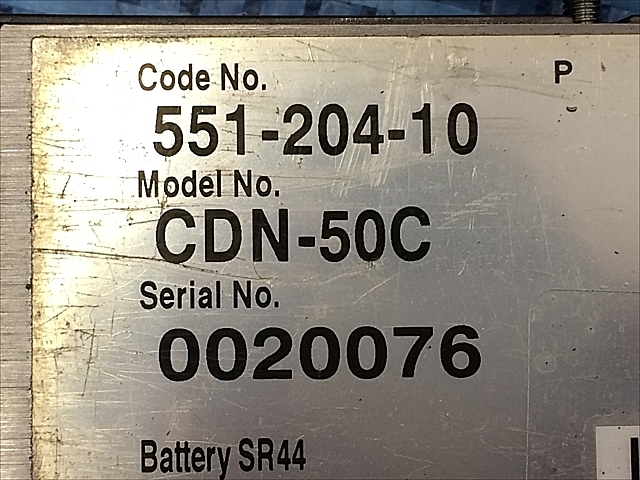 Code No.
P
551-204-10
Model No.
CDN-50C
Serial No.
0020076
Battery SR44